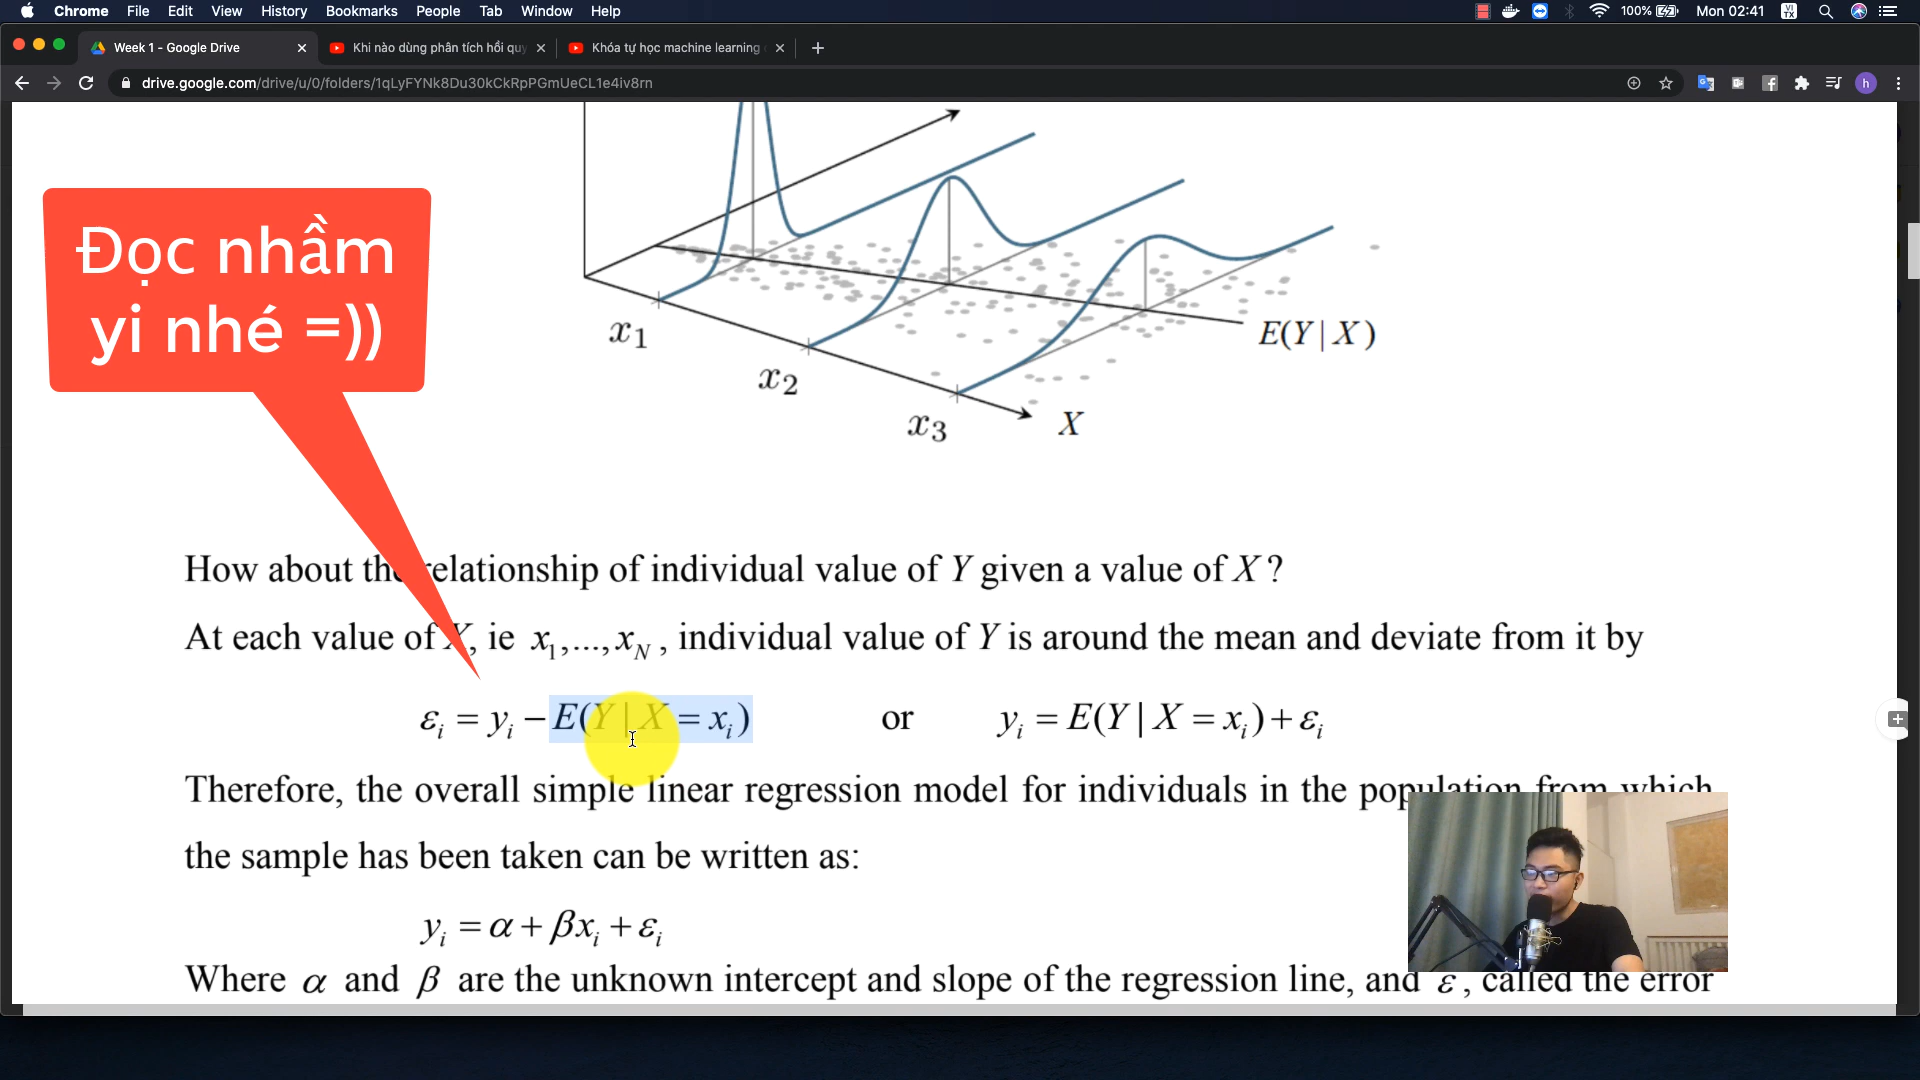 Chrome File Edit View History Bookmarks People Tab Window Help 100% Mon 02:41 VI TX
Week 1 - Google Drive Khi nào dùng phân tích hồi quy Khóa tự học machine learning
drive.google.com/drive/u/0/folders/1qLyFYNk8Du30kCkRpPGmUeCL1e4iv8rn h
Đọc nhầm
yi nhé =))
x1
x2
x3
X
E(Y | X)
How about the relationship of individual value of Y given a value of X ?
At each value of X, ie x1,...,xN , individual value of Y is around the mean and deviate from it by
εi = yi − E(Y | X = xi) or yi = E(Y | X = xi) + εi
Therefore, the overall simple linear regression model for individuals in the population from which
the sample has been taken can be written as:
yi = α + βxi + εi
Where α and β are the unknown intercept and slope of the regression line, and ε , called the error